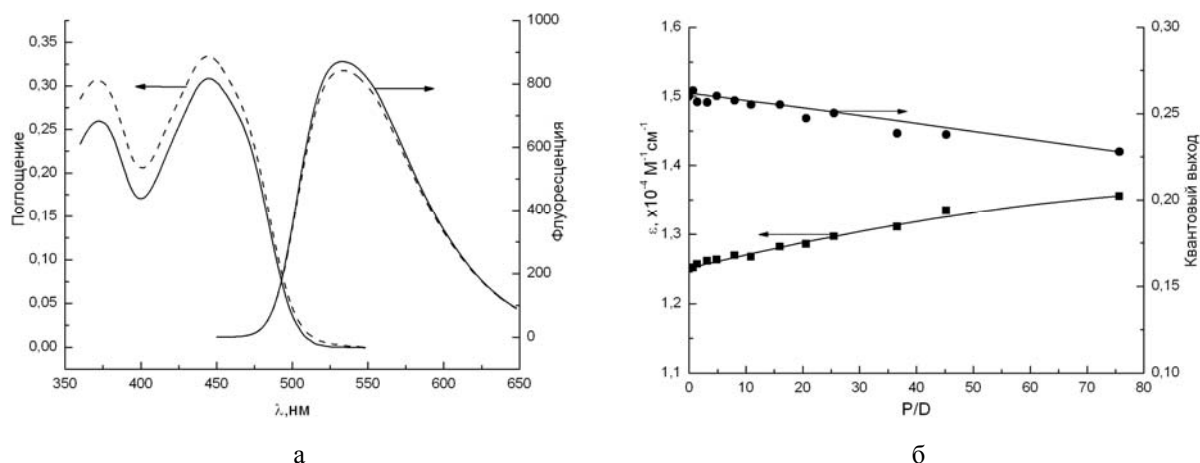 1000
0,35
0,30
0,25
0,20
0,15
0,10
0,05
0,00
Поглощение
800
600
400
200
0
Флуоресценция
350 400 450 500 550 600 650
λ,нм
а
1,6
1,5
1,4
1,3
1,2
1,1
ε, x10⁻⁴ М⁻¹см⁻¹
0,30
0,25
0,20
0,15
0,10
Квантовый выход
0 10 20 30 40 50 60 70 80
P/D
б